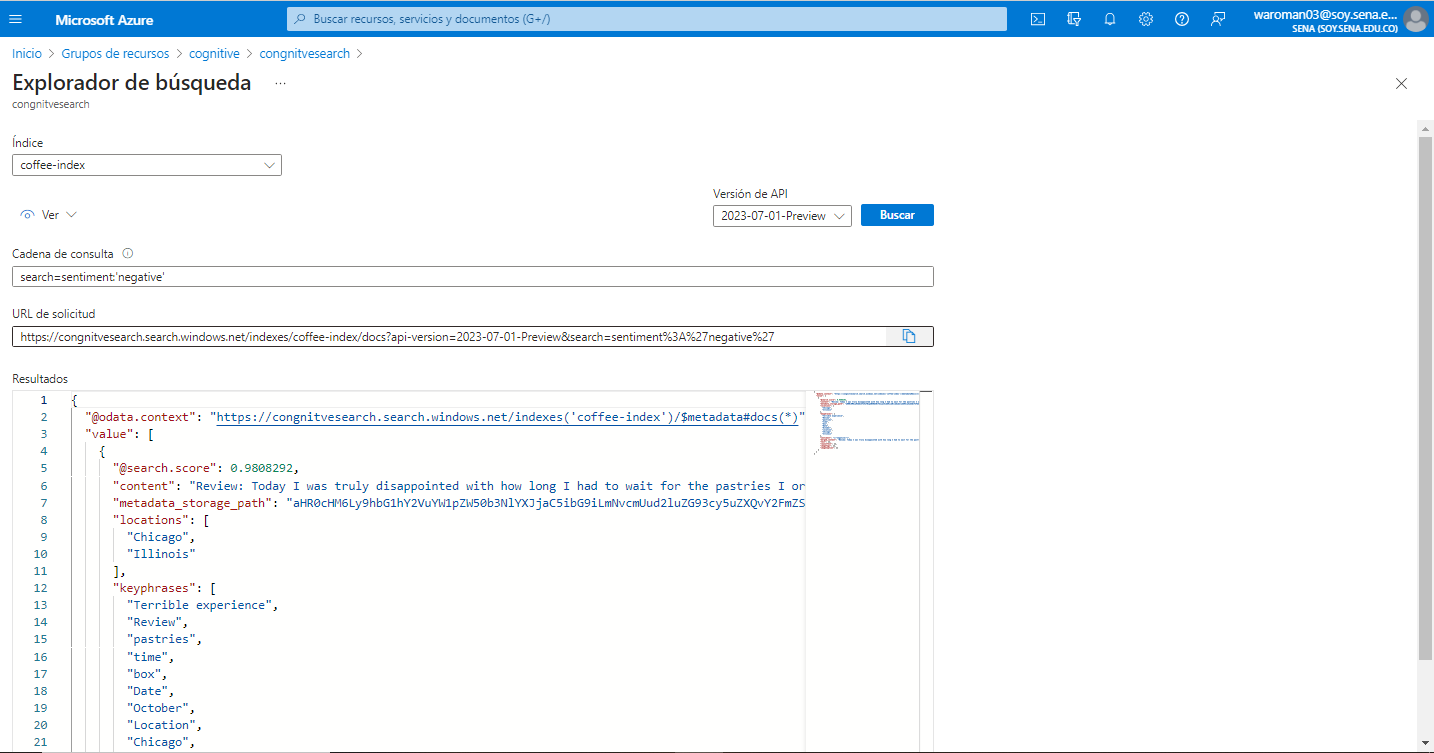 Microsoft Azure
Buscar recursos, servicios y documentos (G+/)
waroman03@soy.sena.e...
SENA (SOY.SENA.EDU.CO)
Inicio > Grupos de recursos > cognitive > congnitvesearch >
Explorador de búsqueda ...
congnitvesearch
Índice
coffee-index
Versión de API
Ver
2023-07-01-Preview
Buscar
Cadena de consulta
search=sentiment:'negative'
URL de solicitud
https://congnitvesearch.search.windows.net/indexes/coffee-index/docs?api-version=2023-07-01-Preview&search=sentiment%3A%27negative%27
Resultados
1 {
2 "@odata.context": "https://congnitvesearch.search.windows.net/indexes('coffee-index')/$metadata#docs(*)"
3 "value": [
4 {
5 "@search.score": 0.9808292,
6 "content": "Review: Today I was truly disappointed with how long I had to wait for the pastries I or
7 "metadata_storage_path": "aHR0cHM6Ly9hbG1hY2VuYW1pZW50b3NlYXJjaC5ibG9iLmNvcmUud2luZG93cy5uZXQvY2FmZS
8 "locations": [
9 "Chicago",
10 "Illinois"
11 ],
12 "keyphrases": [
13 "Terrible experience",
14 "Review",
15 "pastries",
16 "time",
17 "box",
18 "Date",
19 "October",
20 "Location",
21 "Chicago",